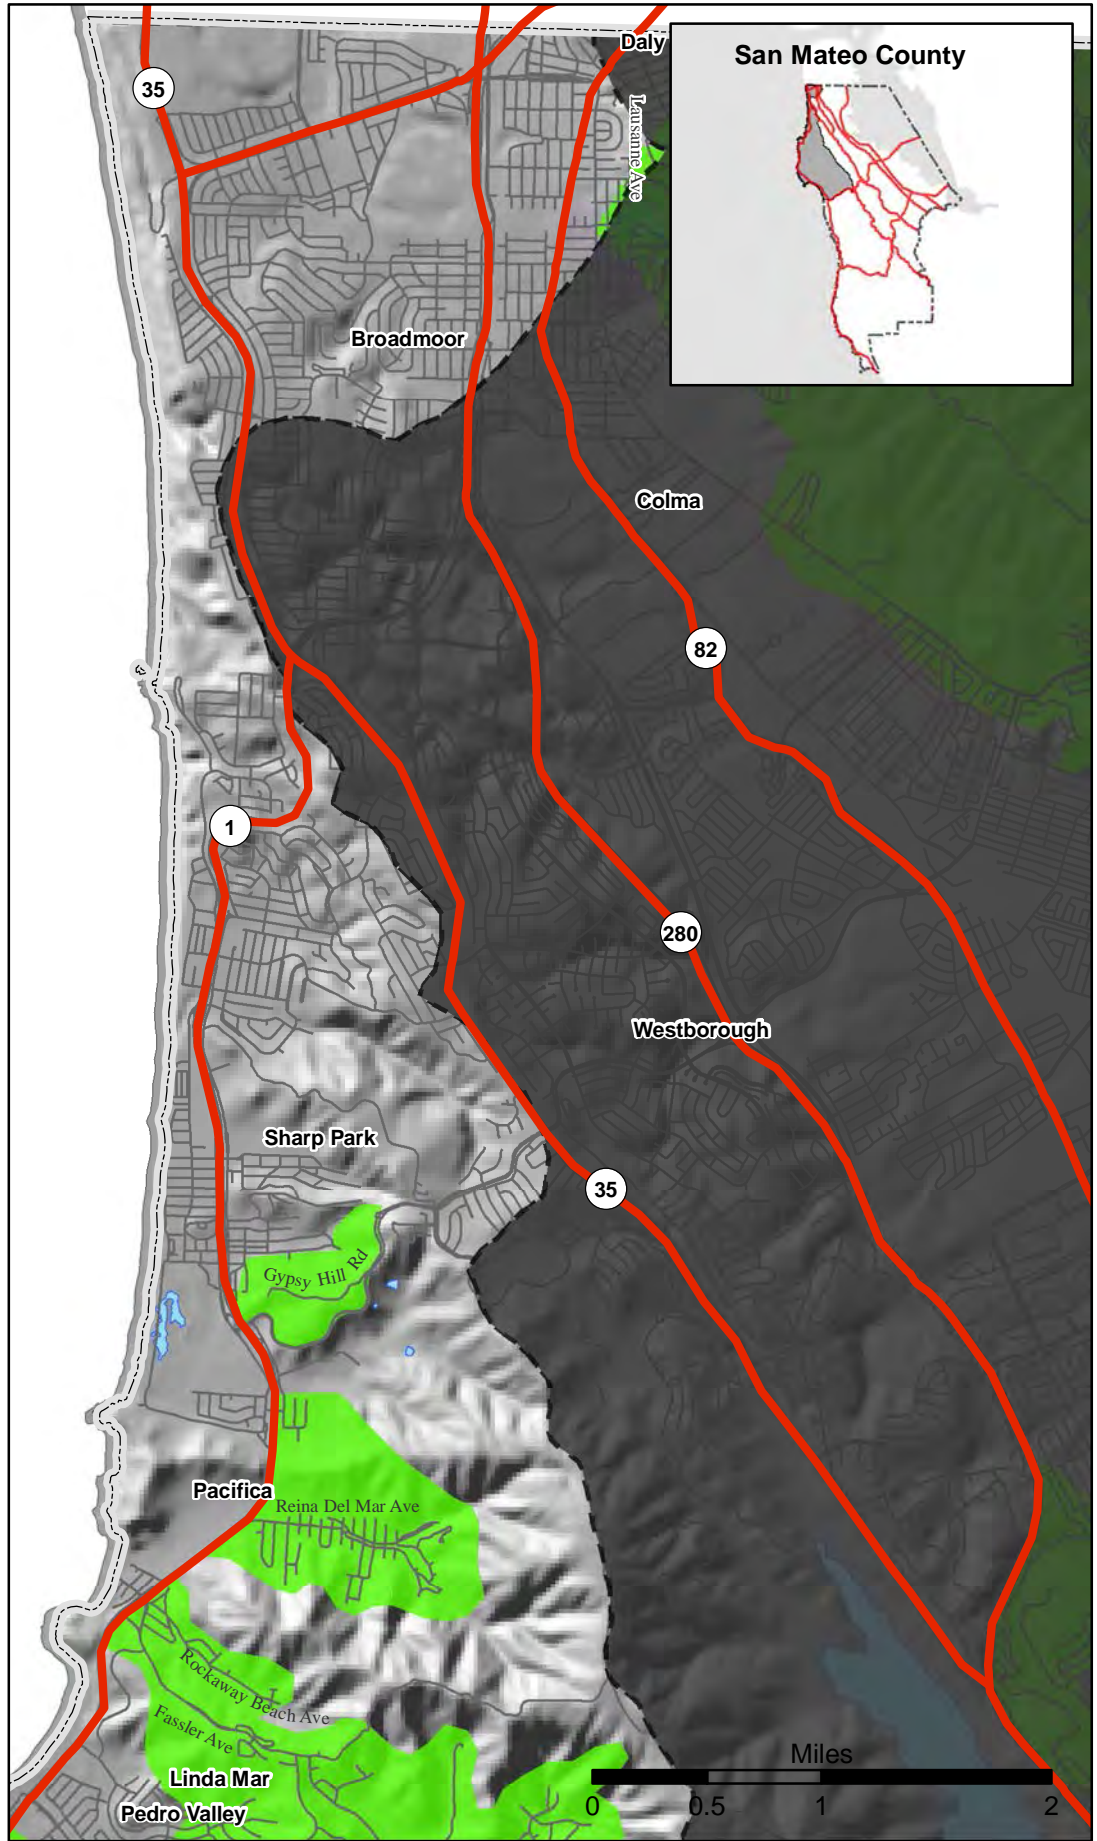 Daly
San Mateo County
35
Lausanne Ave
Broadmoor
Colma
82
1
280
Westborough
Sharp Park
35
Gypsy Hill Rd
Pacifica
Reina Del Mar Ave
Rockaway Beach Ave
Fassler Ave
Miles
Linda Mar
Pedro Valley
0 0.5 1 2